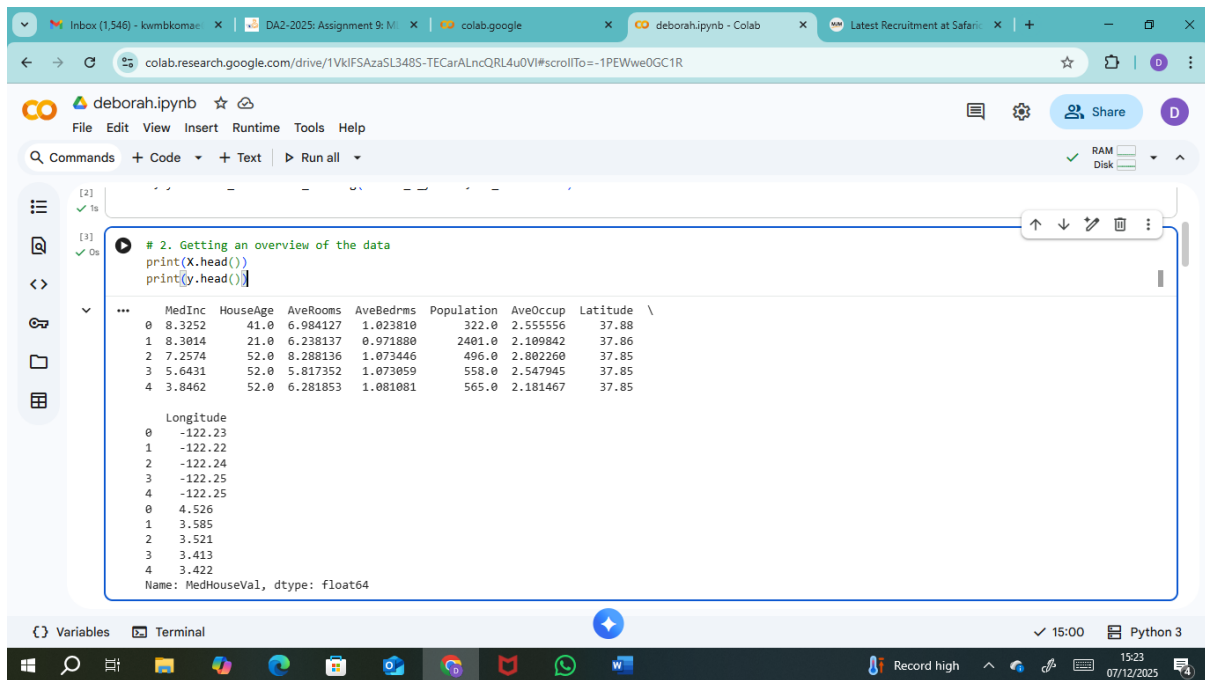 Inbox (1,546) - kwmbkomae
DA2-2025: Assignment 9: ML
colab.google
deborah.ipynb - Colab
Latest Recruitment at Safaric
colab.research.google.com/drive/1VkIFSAzaSL348S-TECarALncQRL4u0VI#scrollTo=-1PEWwe0GC1R
D
deborah.ipynb
File Edit View Insert Runtime Tools Help
Share
D
Commands + Code + Text Run all
RAM
Disk
[2]
1s
[3]
0s
# 2. Getting an overview of the data
print(X.head())
print(y.head())
MedInc HouseAge AveRooms AveBedrms Population AveOccup Latitude \
0 8.3252 41.0 6.984127 1.023810 322.0 2.555556 37.88
1 8.3014 21.0 6.238137 0.971880 2401.0 2.109842 37.86
2 7.2574 52.0 8.288136 1.073446 496.0 2.802260 37.85
3 5.6431 52.0 5.817352 1.073059 558.0 2.547945 37.85
4 3.8462 52.0 6.281853 1.081081 565.0 2.181467 37.85
Longitude
0 -122.23
1 -122.22
2 -122.24
3 -122.25
4 -122.25
0 4.526
1 3.585
2 3.521
3 3.413
4 3.422
Name: MedHouseVal, dtype: float64
{} Variables Terminal
15:00 Python 3
Record high
15:23
07/12/2025
4